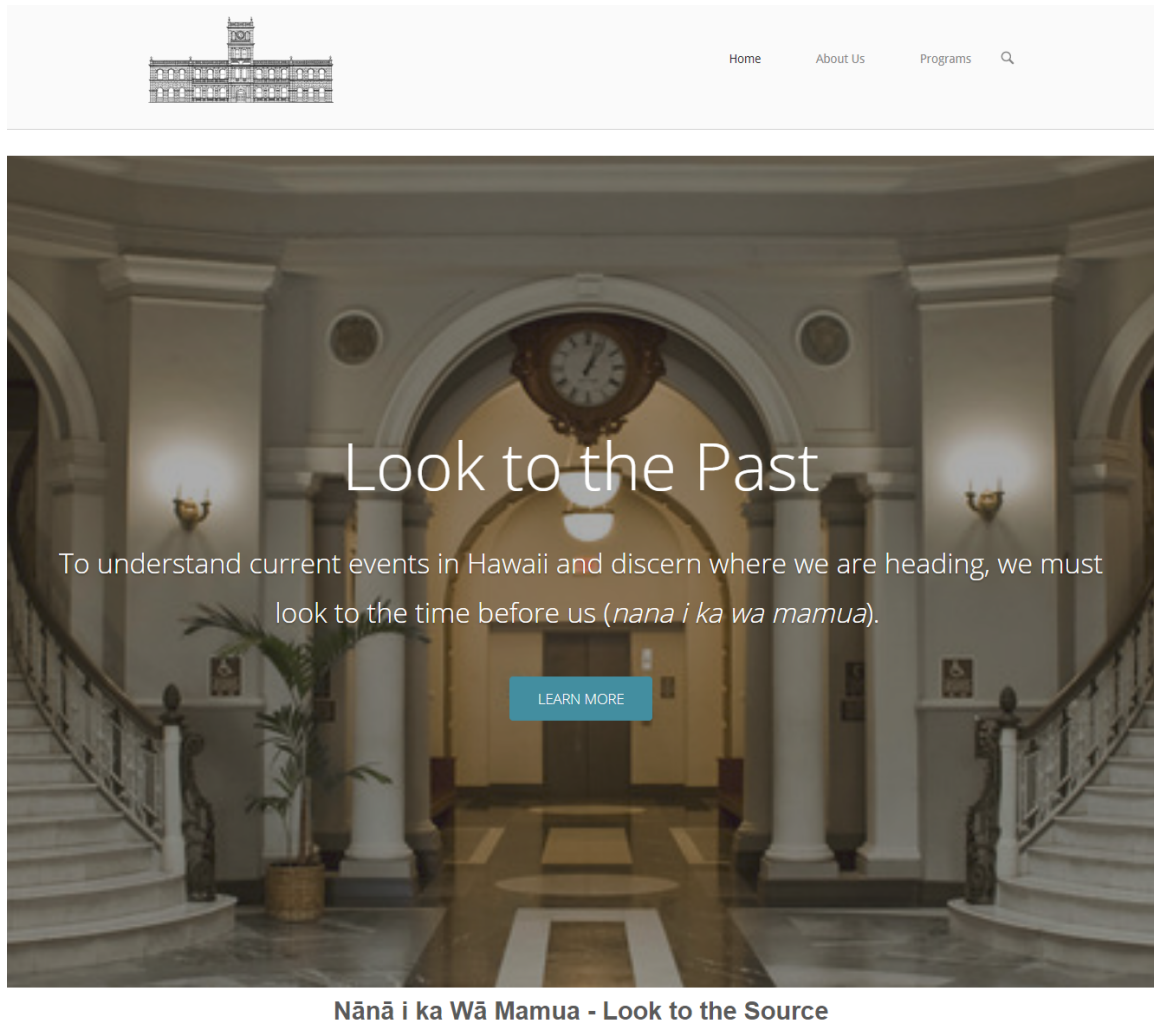 Home About Us Programs
Look to the Past
To understand current events in Hawaii and discern where we are heading, we must
look to the time before us (nana i ka wa mamua).
LEARN MORE
Nānā i ka Wā Mamua - Look to the Source